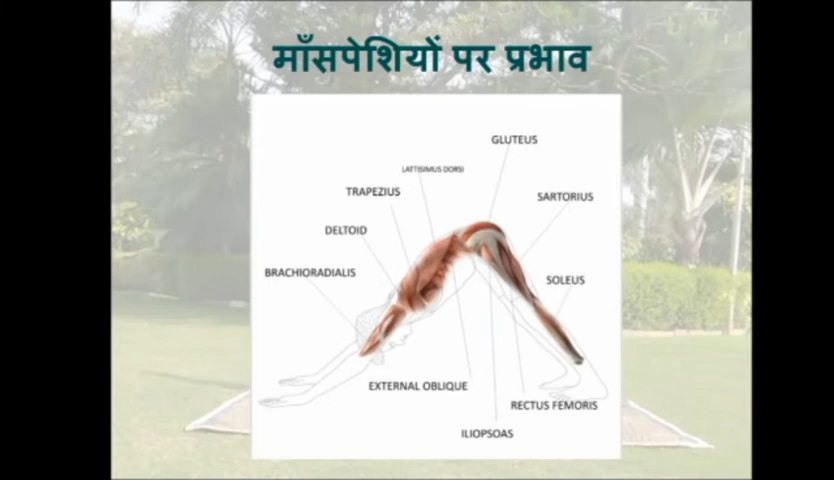 माँसपेशियों पर प्रभाव
GLUTEUS
LATTISIMUS DORSI
TRAPEZIUS
SARTORIUS
DELTOID
BRACHIORADIALIS
SOLEUS
EXTERNAL OBLIQUE
RECTUS FEMORIS
ILIOPSOAS